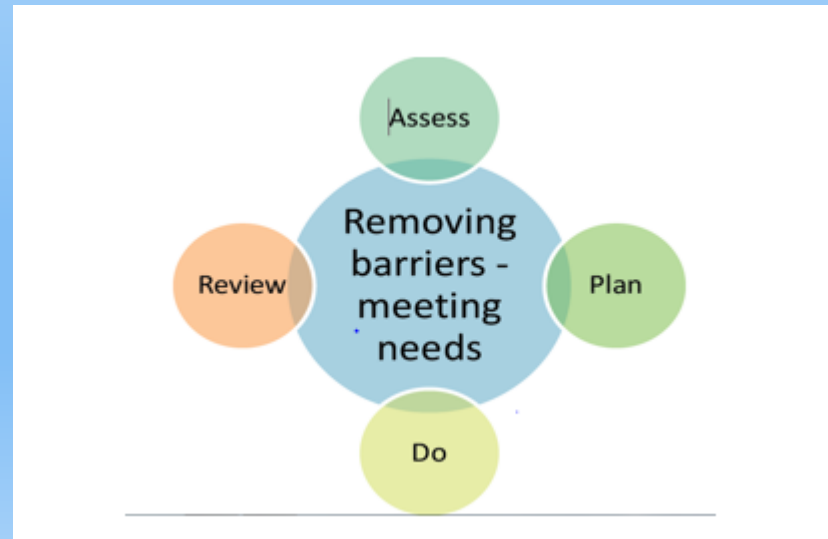 Assess
Removing
barriers -
meeting
needs
Review
Plan
Do